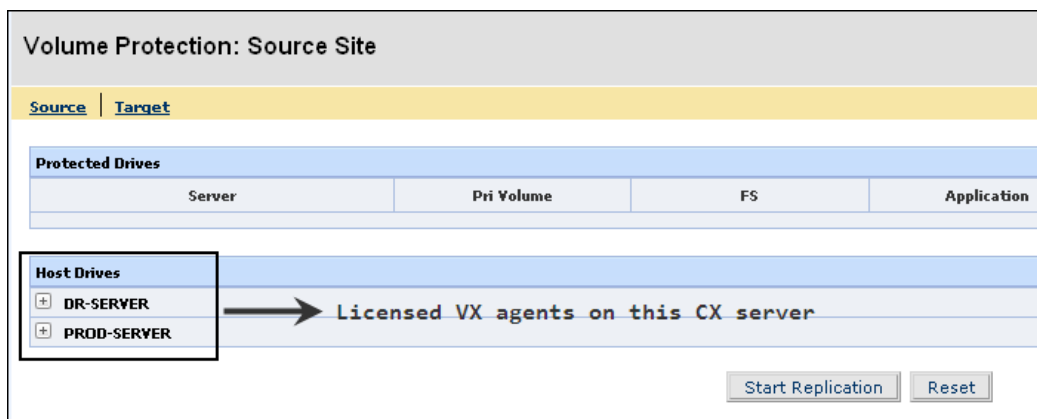 Volume Protection: Source Site
Source | Target
Protected Drives
Server Pri Volume FS Application
Host Drives
DR-SERVER
PROD-SERVER
Licensed VX agents on this CX server
Start Replication Reset